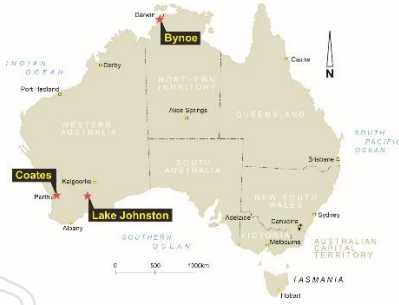 Darwin
Bynoe
N
INDIAN
OCEAN
Derby
Cairns
NORTHERN
TERRITORY
Port Hedland
Alice Springs
QUEENSLAND
WESTERN
AUSTRALIA
SOUTH
PACIFIC
OCEAN
SOUTH
AUSTRALIA
Brisbane
Coates
Kalgoorlie
Perth
NEW SOUTH
WALES
Lake Johnston
Adelaide
Sydney
Canberra
Albany
VICTORIA
Melbourne
AUSTRALIAN
CAPITAL
TERRITORY
SOUTHERN
OCEAN
0 500 1000km
TASMANIA
Hobart